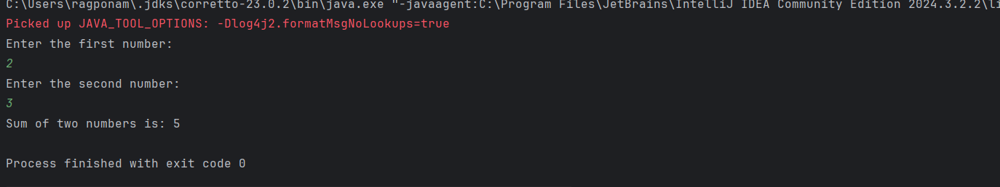 C:\Users\ragponam\.jdks\corretto-23.0.2\bin\java.exe "-javaagent:C:\Program Files\JetBrains\IntelliJ IDEA Community Edition 2024.3.2.2\li
Picked up JAVA_TOOL_OPTIONS: -Dlog4j2.formatMsgNoLookups=true
Enter the first number:
2
Enter the second number:
3
Sum of two numbers is: 5
Process finished with exit code 0